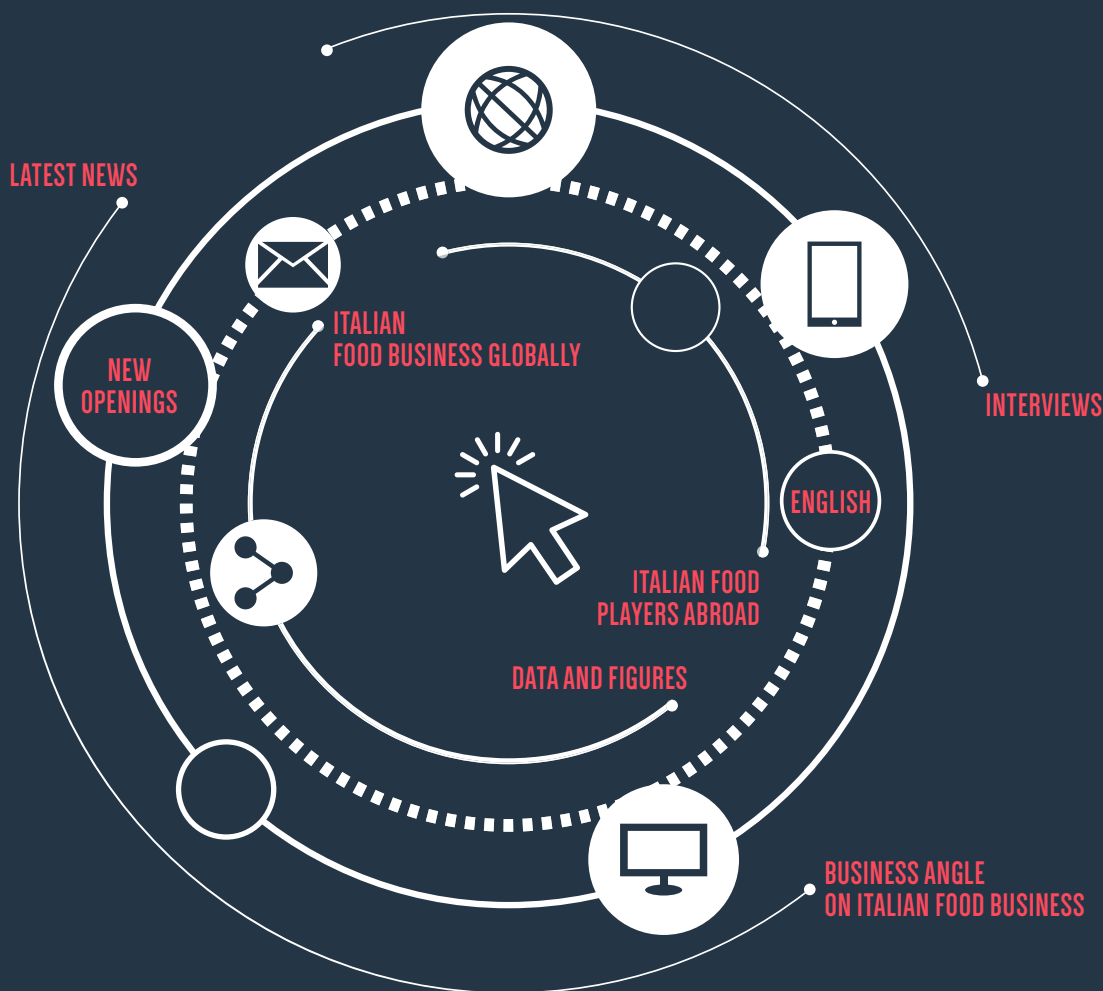 LATEST NEWS
ITALIAN
FOOD BUSINESS GLOBALLY
NEW
OPENINGS
INTERVIEWS
ENGLISH
ITALIAN FOOD
PLAYERS ABROAD
DATA AND FIGURES
BUSINESS ANGLE
ON ITALIAN FOOD BUSINESS